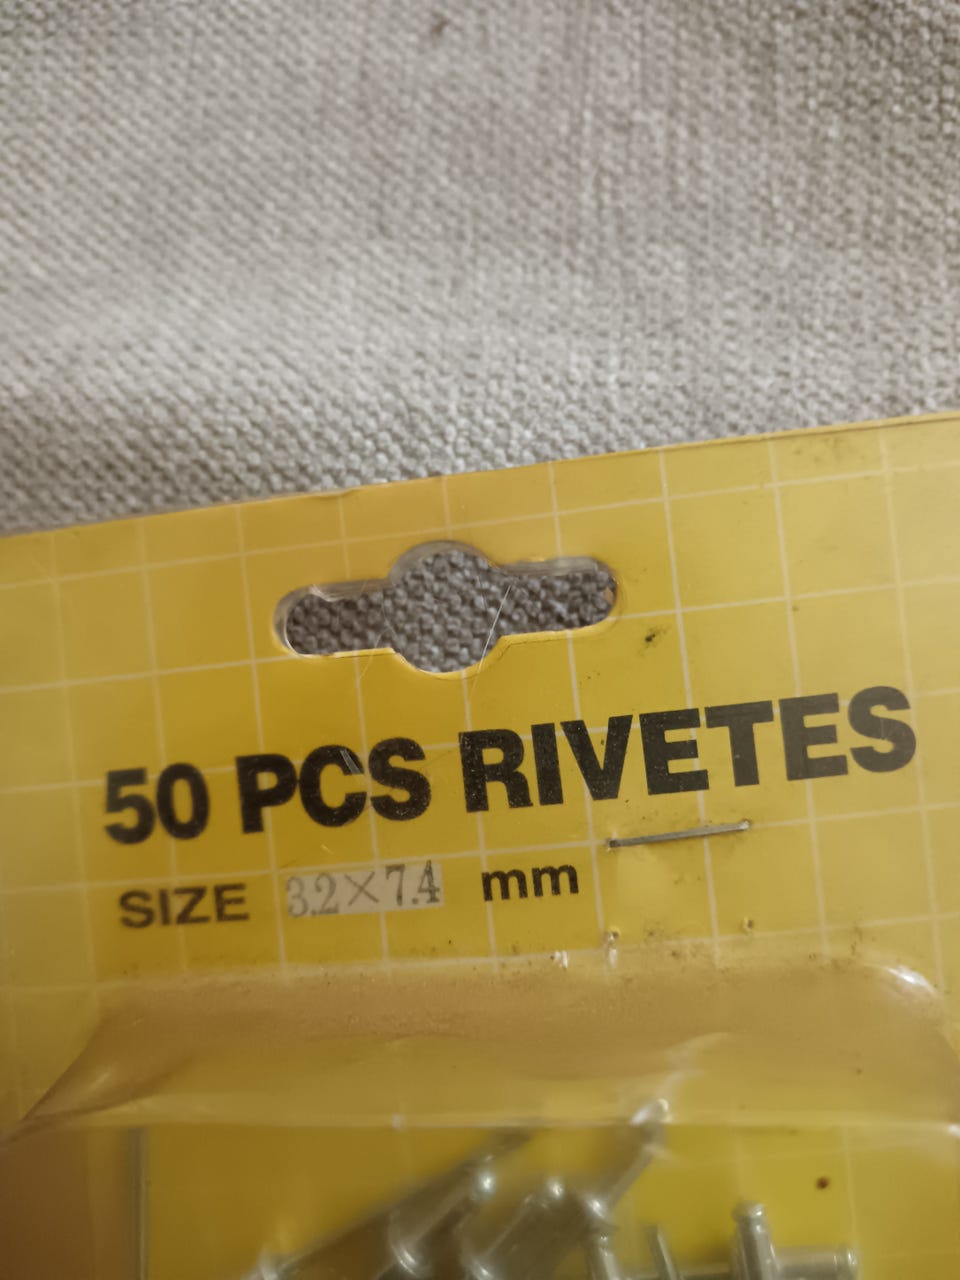 50 PCS RIVETES
SIZE 3.2×7.4 mm